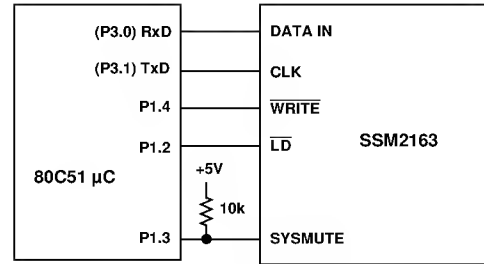 (P3.0) RxD DATA IN
(P3.1) TxD CLK
P1.4 WRITE
P1.2 LD
80C51 µC SSM2163
+5V
10k
P1.3 SYSMUTE